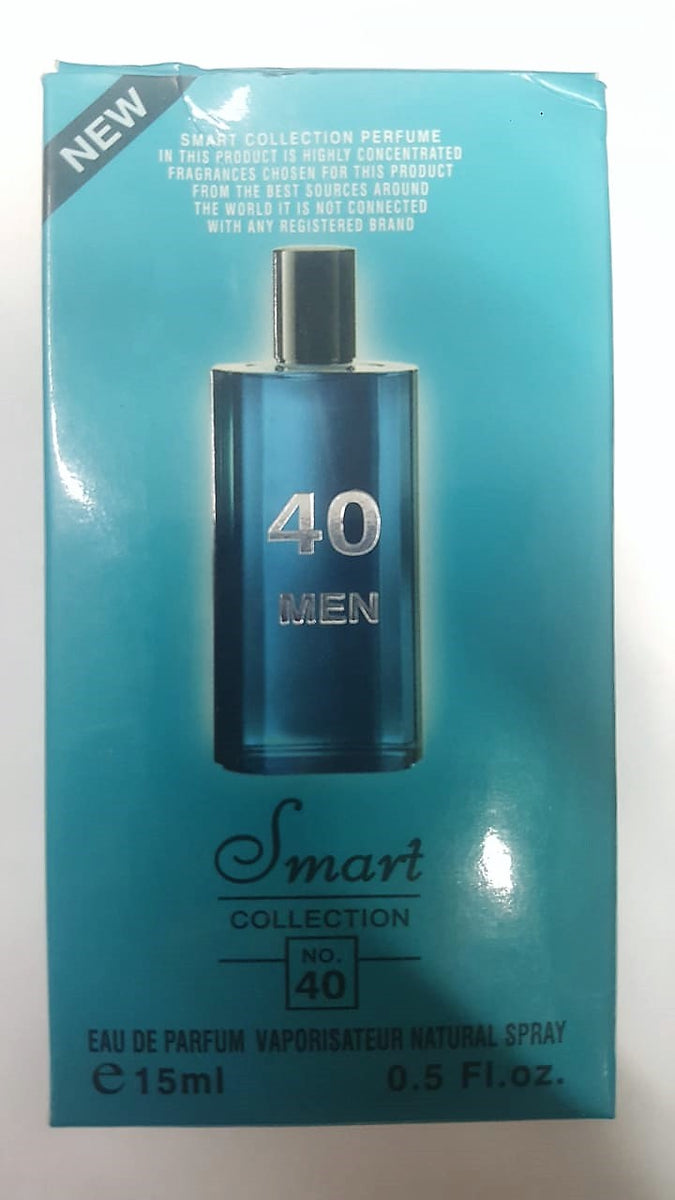 NEW
SMART COLLECTION PERFUME
IN THIS PRODUCT IS HIGHLY CONCENTRATED
FRAGRANCES CHOSEN FOR THIS PRODUCT
FROM THE BEST SOURCES AROUND
THE WORLD IT IS NOT CONNECTED
WITH ANY REGISTERED BRAND
40
MEN
Smart
COLLECTION
NO.
40
EAU DE PARFUM VAPORISATEUR NATURAL SPRAY
℮ 15ml 0.5 Fl.oz.